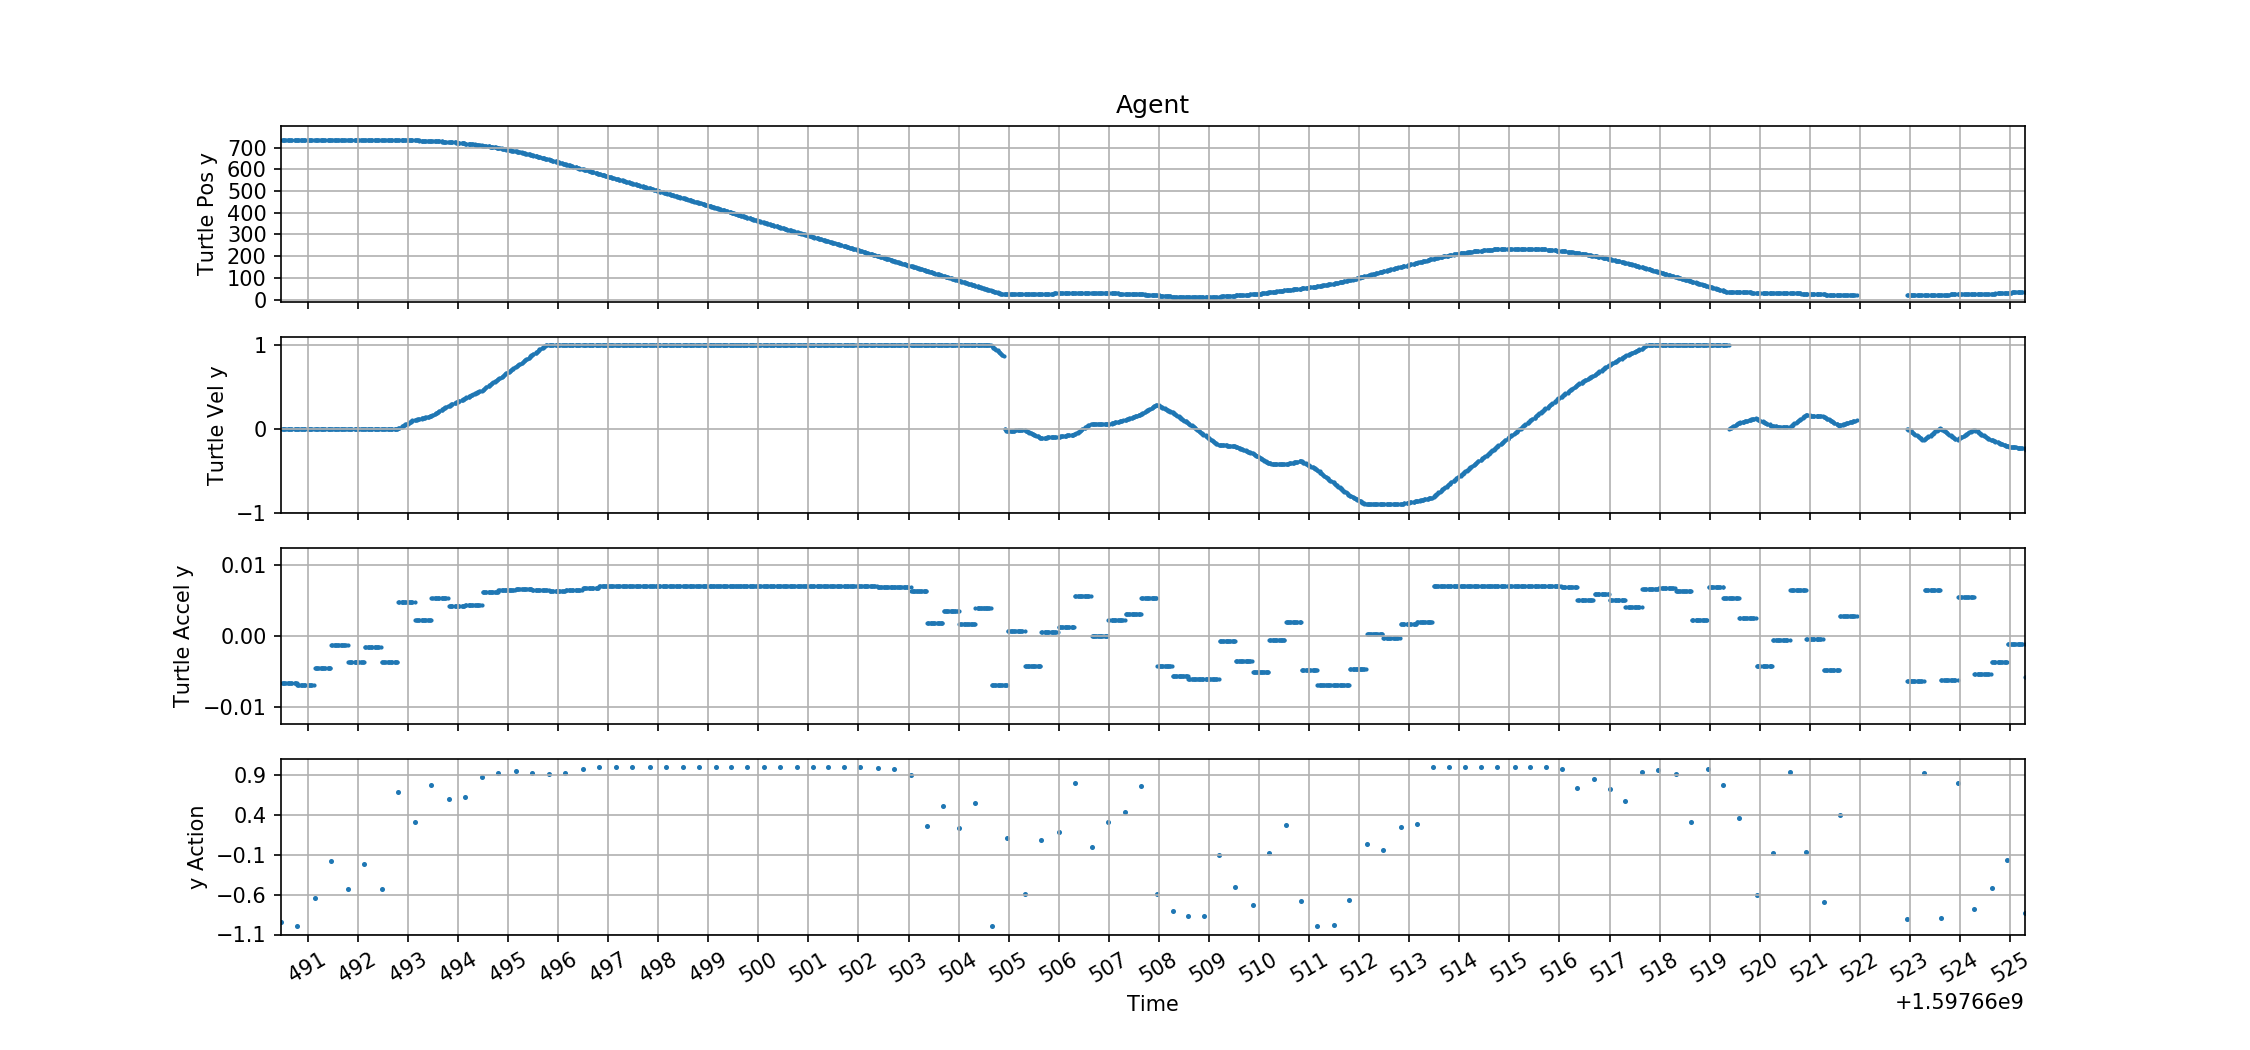 Agent
Turtle Pos y
700
600
500
400
300
200
100
0
Turtle Vel y
1
0
−1
Turtle Accel y
0.01
0.00
−0.01
y Action
0.9
0.4
−0.1
−0.6
−1.1
491 492 493 494 495 496 497 498 499 500 501 502 503 504 505 506 507 508 509 510 511 512 513 514 515 516 517 518 519 520 521 522 523 524 525
Time
+1.59766e9